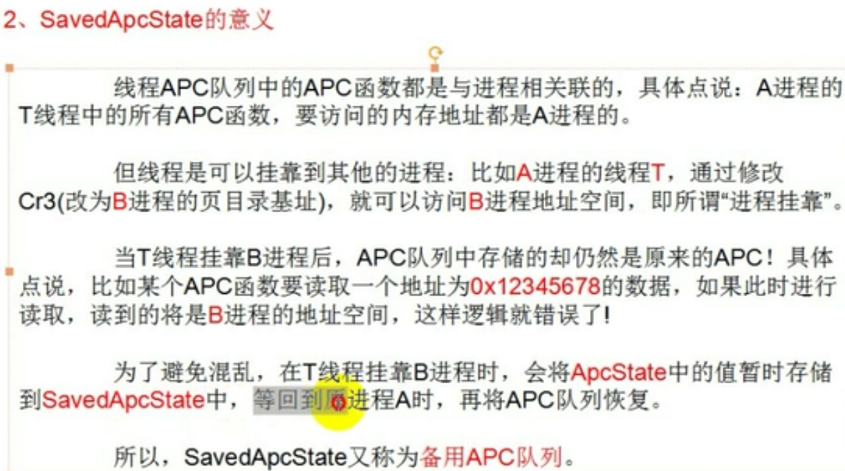 2、SavedApcState的意义
线程APC队列中的APC函数都是与进程相关联的，具体点说：A进程的
T线程中的所有APC函数，要访问的内存地址都是A进程的。
但线程是可以挂靠到其他的进程：比如A进程的线程T，通过修改
Cr3(改为B进程的页目录基址)，就可以访问B进程地址空间，即所谓“进程挂靠”。
当T线程挂靠B进程后，APC队列中存储的却仍然是原来的APC！具体
点说，比如某个APC函数要读取一个地址为0x12345678的数据，如果此时进行
读取，读到的将是B进程的地址空间，这样逻辑就错误了!
为了避免混乱，在T线程挂靠B进程时，会将ApcState中的值暂时存储
到SavedApcState中，等回到原进程A时，再将APC队列恢复。
所以，SavedApcState又称为备用APC队列。